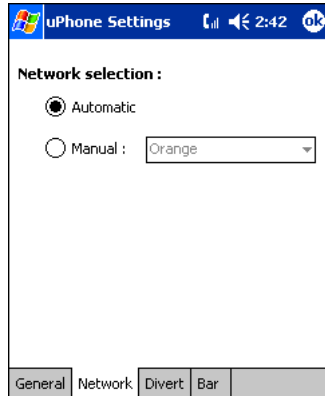 uPhone Settings 2:42 ok
Network selection :
Automatic
Manual : Orange
General Network Divert Bar